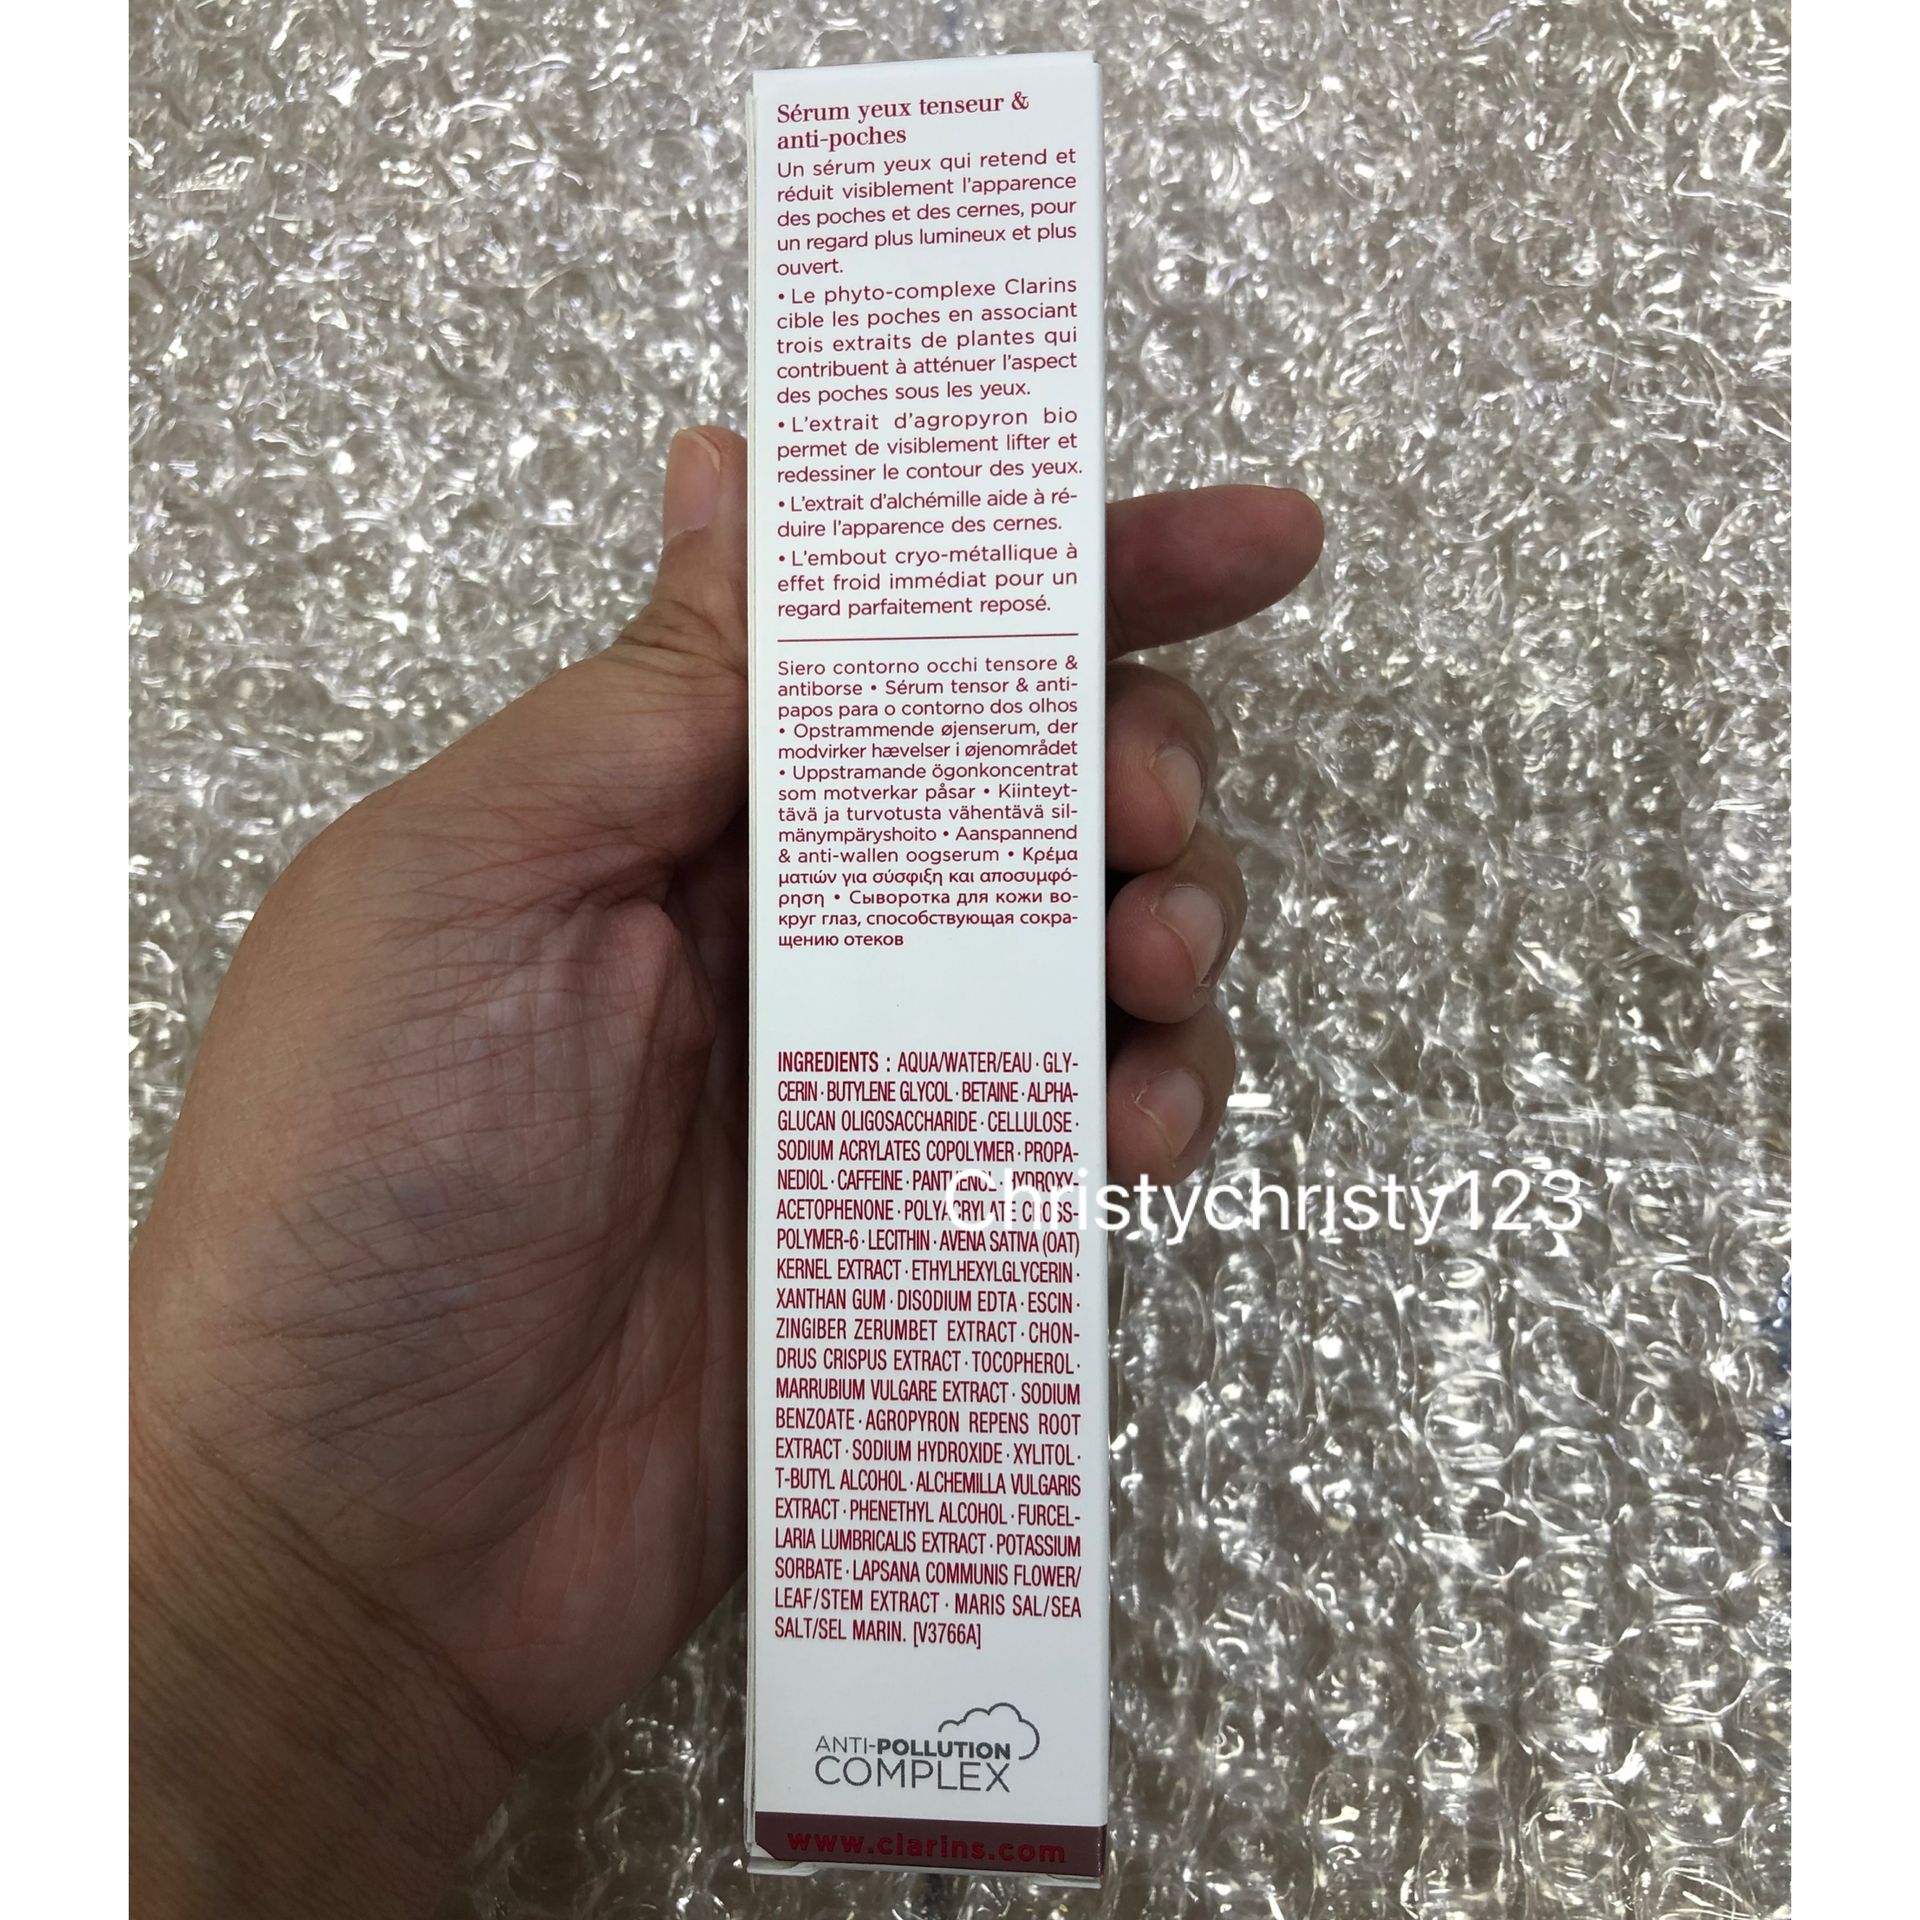 Sérum yeux tenseur &
anti-poches
Un sérum yeux qui retend et
réduit visiblement l'apparence
des poches et des cernes, pour
un regard plus lumineux et plus
ouvert.
• Le phyto-complexe Clarins
cible les poches en associant
trois extraits de plantes qui
contribuent à atténuer l'aspect
des poches sous les yeux.
• L'extrait d'agropyron bio
permet de visiblement lifter et
redessiner le contour des yeux.
• L'extrait d'alchémille aide à ré-
duire l'apparence des cernes.
• L'embout cryo-métallique à
effet froid immédiat pour un
regard parfaitement reposé.
Siero contorno occhi tensore &
antiborse • Sérum tensor & anti-
papos para o contorno dos olhos
• Opstrammende øjenserum, der
modvirker hævelser i øjenområdet
• Uppstramande ögonkoncentrat
som motverkar påsar • Kiinteyt-
tävä ja turvotusta vähentävä sil-
mänympäryshoito • Aanspannend
& anti-wallen oogserum • Κρέμα
ματιών για σύσφιξη και αποσυμφό-
ρηση • Сыворотка для кожи во-
круг глаз, способствующая сокра-
щению отеков
INGREDIENTS : AQUA/WATER/EAU · GLY-
CERIN · BUTYLENE GLYCOL · BETAINE · ALPHA-
GLUCAN OLIGOSACCHARIDE · CELLULOSE ·
SODIUM ACRYLATES COPOLYMER · PROPA-
NEDIOL · CAFFEINE · PANTHENOL · HYDROXY-
ACETOPHENONE · POLYACRYLATE CROSS-
POLYMER-6 · LECITHIN · AVENA SATIVA (OAT)
KERNEL EXTRACT · ETHYLHEXYLGLYCERIN ·
XANTHAN GUM · DISODIUM EDTA · ESCIN ·
ZINGIBER ZERUMBET EXTRACT · CHON-
DRUS CRISPUS EXTRACT · TOCOPHEROL ·
MARRUBIUM VULGARE EXTRACT · SODIUM
BENZOATE · AGROPYRON REPENS ROOT
EXTRACT · SODIUM HYDROXIDE · XYLITOL ·
T-BUTYL ALCOHOL · ALCHEMILLA VULGARIS
EXTRACT · PHENETHYL ALCOHOL · FURCEL-
LARIA LUMBRICALIS EXTRACT · POTASSIUM
SORBATE · LAPSANA COMMUNIS FLOWER/
LEAF/STEM EXTRACT · MARIS SAL/SEA
SALT/SEL MARIN. [V3766A]
Christychristy123
ANTI-POLLUTION
COMPLEX
www.clarins.com